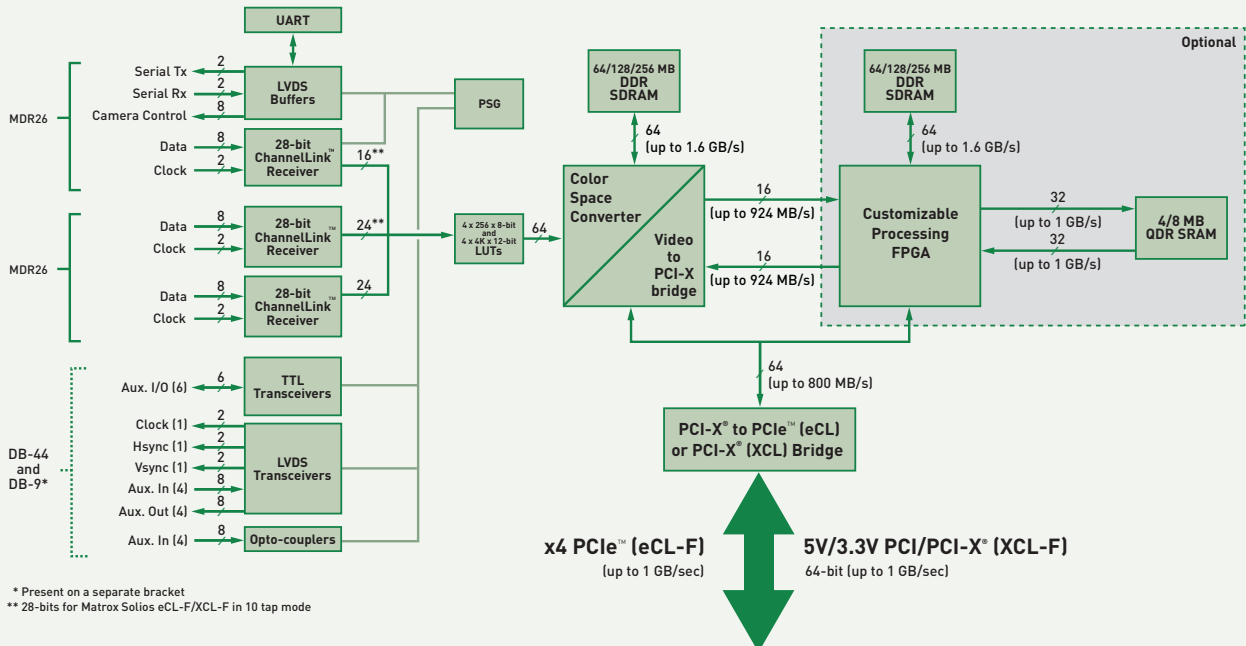 UART
Serial Tx
2
Serial Rx
2
Camera Control
8
LVDS
Buffers
MDR26
Data
8
Clock
2
28-bit
ChannelLink™
Receiver
16**
PSG
MDR26
Data
8
Clock
2
28-bit
ChannelLink™
Receiver
24**
Data
8
Clock
2
28-bit
ChannelLink™
Receiver
24
4 x 256 x 8-bit
and
4 x 4K x 12-bit
LUTs
64
64/128/256 MB
DDR
SDRAM
64
(up to 1.6 GB/s)
Color
Space
Converter
Video
to
PCI-X
bridge
16
(up to 924 MB/s)
16
(up to 924 MB/s)
Optional
64/128/256 MB
DDR
SDRAM
64
(up to 1.6 GB/s)
Customizable
Processing
FPGA
32
(up to 1 GB/s)
32
(up to 1 GB/s)
4/8 MB
QDR SRAM
64
(up to 800 MB/s)
PCI-X® to PCIe™ (eCL)
or PCI-X® (XCL) Bridge
x4 PCIe™ (eCL-F)
(up to 1 GB/sec)
5V/3.3V PCI/PCI-X® (XCL-F)
64-bit (up to 1 GB/sec)
DB-44
and
DB-9*
Aux. I/O (6)
6
TTL
Transceivers
Clock (1)
2
Hsync (1)
2
Vsync (1)
2
Aux. In (4)
8
Aux. Out (4)
8
LVDS
Transceivers
Aux. In (4)
8
Opto-couplers
* Present on a separate bracket
** 28-bits for Matrox Solios eCL-F/XCL-F in 10 tap mode